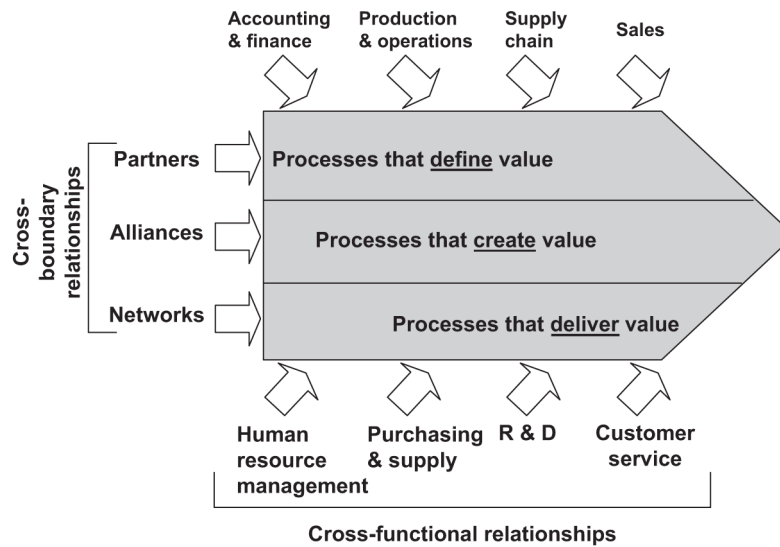 Accounting
& finance
Production
& operations
Supply
chain
Sales
Cross-
boundary
relationships
Partners
Alliances
Networks
Processes that define value
Processes that create value
Processes that deliver value
Human
resource
management
Purchasing
& supply
R & D
Customer
service
Cross-functional relationships